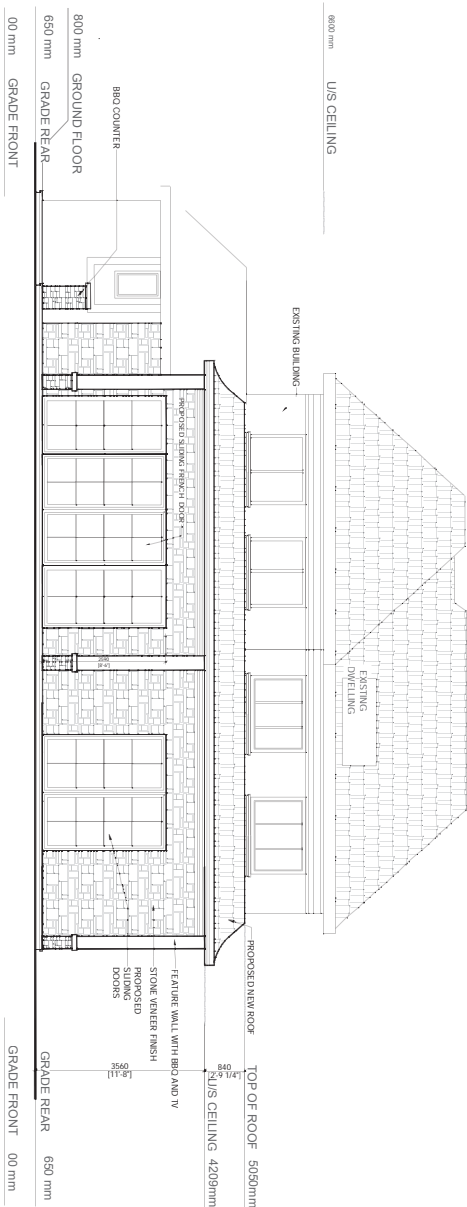 6600 mm
U/S CEILING
800 mm GROUND FLOOR
650 mm GRADE REAR
00 mm GRADE FRONT
BBQ COUNTER
EXISTING BUILDING
EXISTING
DWELLING
PROPOSED SLIDING FRENCH DOOR
2590
[8'-6"]
PROPOSED NEW ROOF
FEATURE WALL WITH BBQ AND TV
STONE VENEER FINISH
PROPOSED
SLIDING
DOORS
3560
[11'-8"]
840
[2'-9 1/4"]
TOP OF ROOF 5050mm
U/S CEILING 4209mm
GRADE REAR 650 mm
GRADE FRONT 00 mm